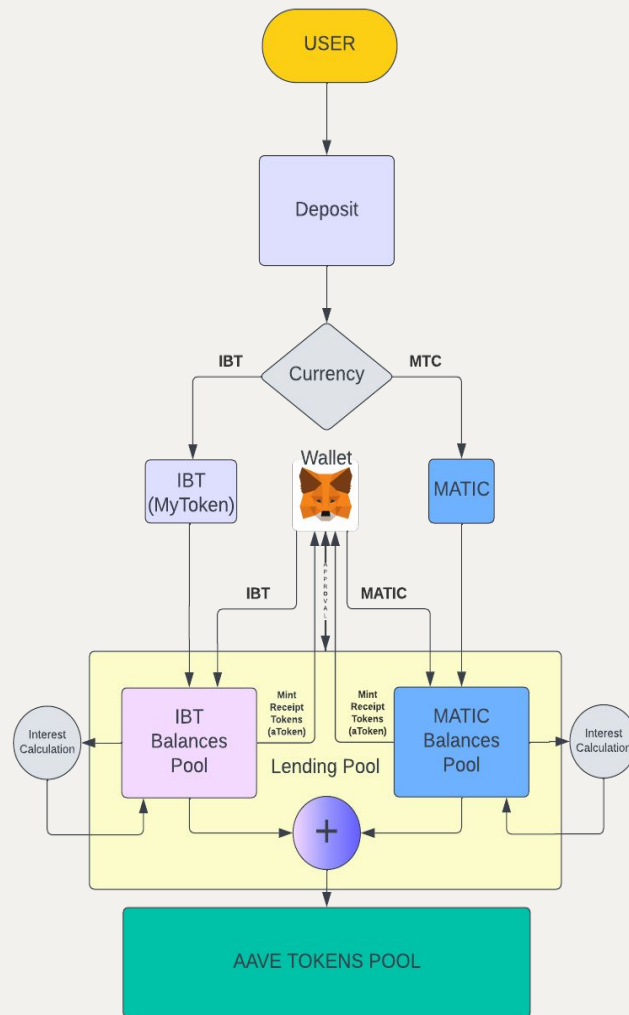 USER
Deposit
IBT
MTC
Currency
Wallet
IBT
(MyToken)
MATIC
APPROVAL
IBT
MATIC
Mint
Receipt
Tokens
(aToken)
Mint
Receipt
Tokens
(aToken)
IBT
Balances
Pool
MATIC
Balances
Pool
Interest
Calculation
Interest
Calculation
Lending Pool
+
AAVE TOKENS POOL